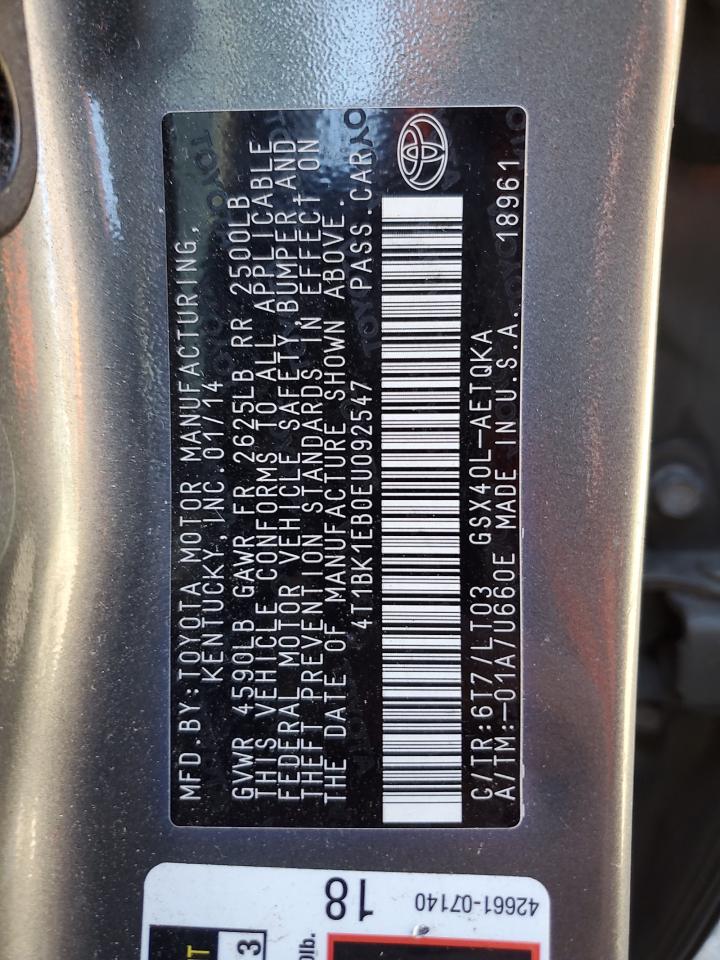 MFD.BY:TOYOTA MOTOR MANUFACTURING,
KENTUCKY, INC. 01/14
GVWR 4590LB GAWR FR 2625LB RR 2500LB
THIS VEHICLE CONFORMS TO ALL APPLICABLE
FEDERAL MOTOR VEHICLE SAFETY, BUMPER AND
THEFT PREVENTION STANDARDS IN EFFECT ON
THE DATE OF MANUFACTURE SHOWN ABOVE.
4T1BK1EB0EU092547 PASS.CAR
C/TR:6T7/LT03 GSX40L-AETQKA
A/TM:-01A/U660E MADE IN U.S.A. 18961
42661-07140
18
3